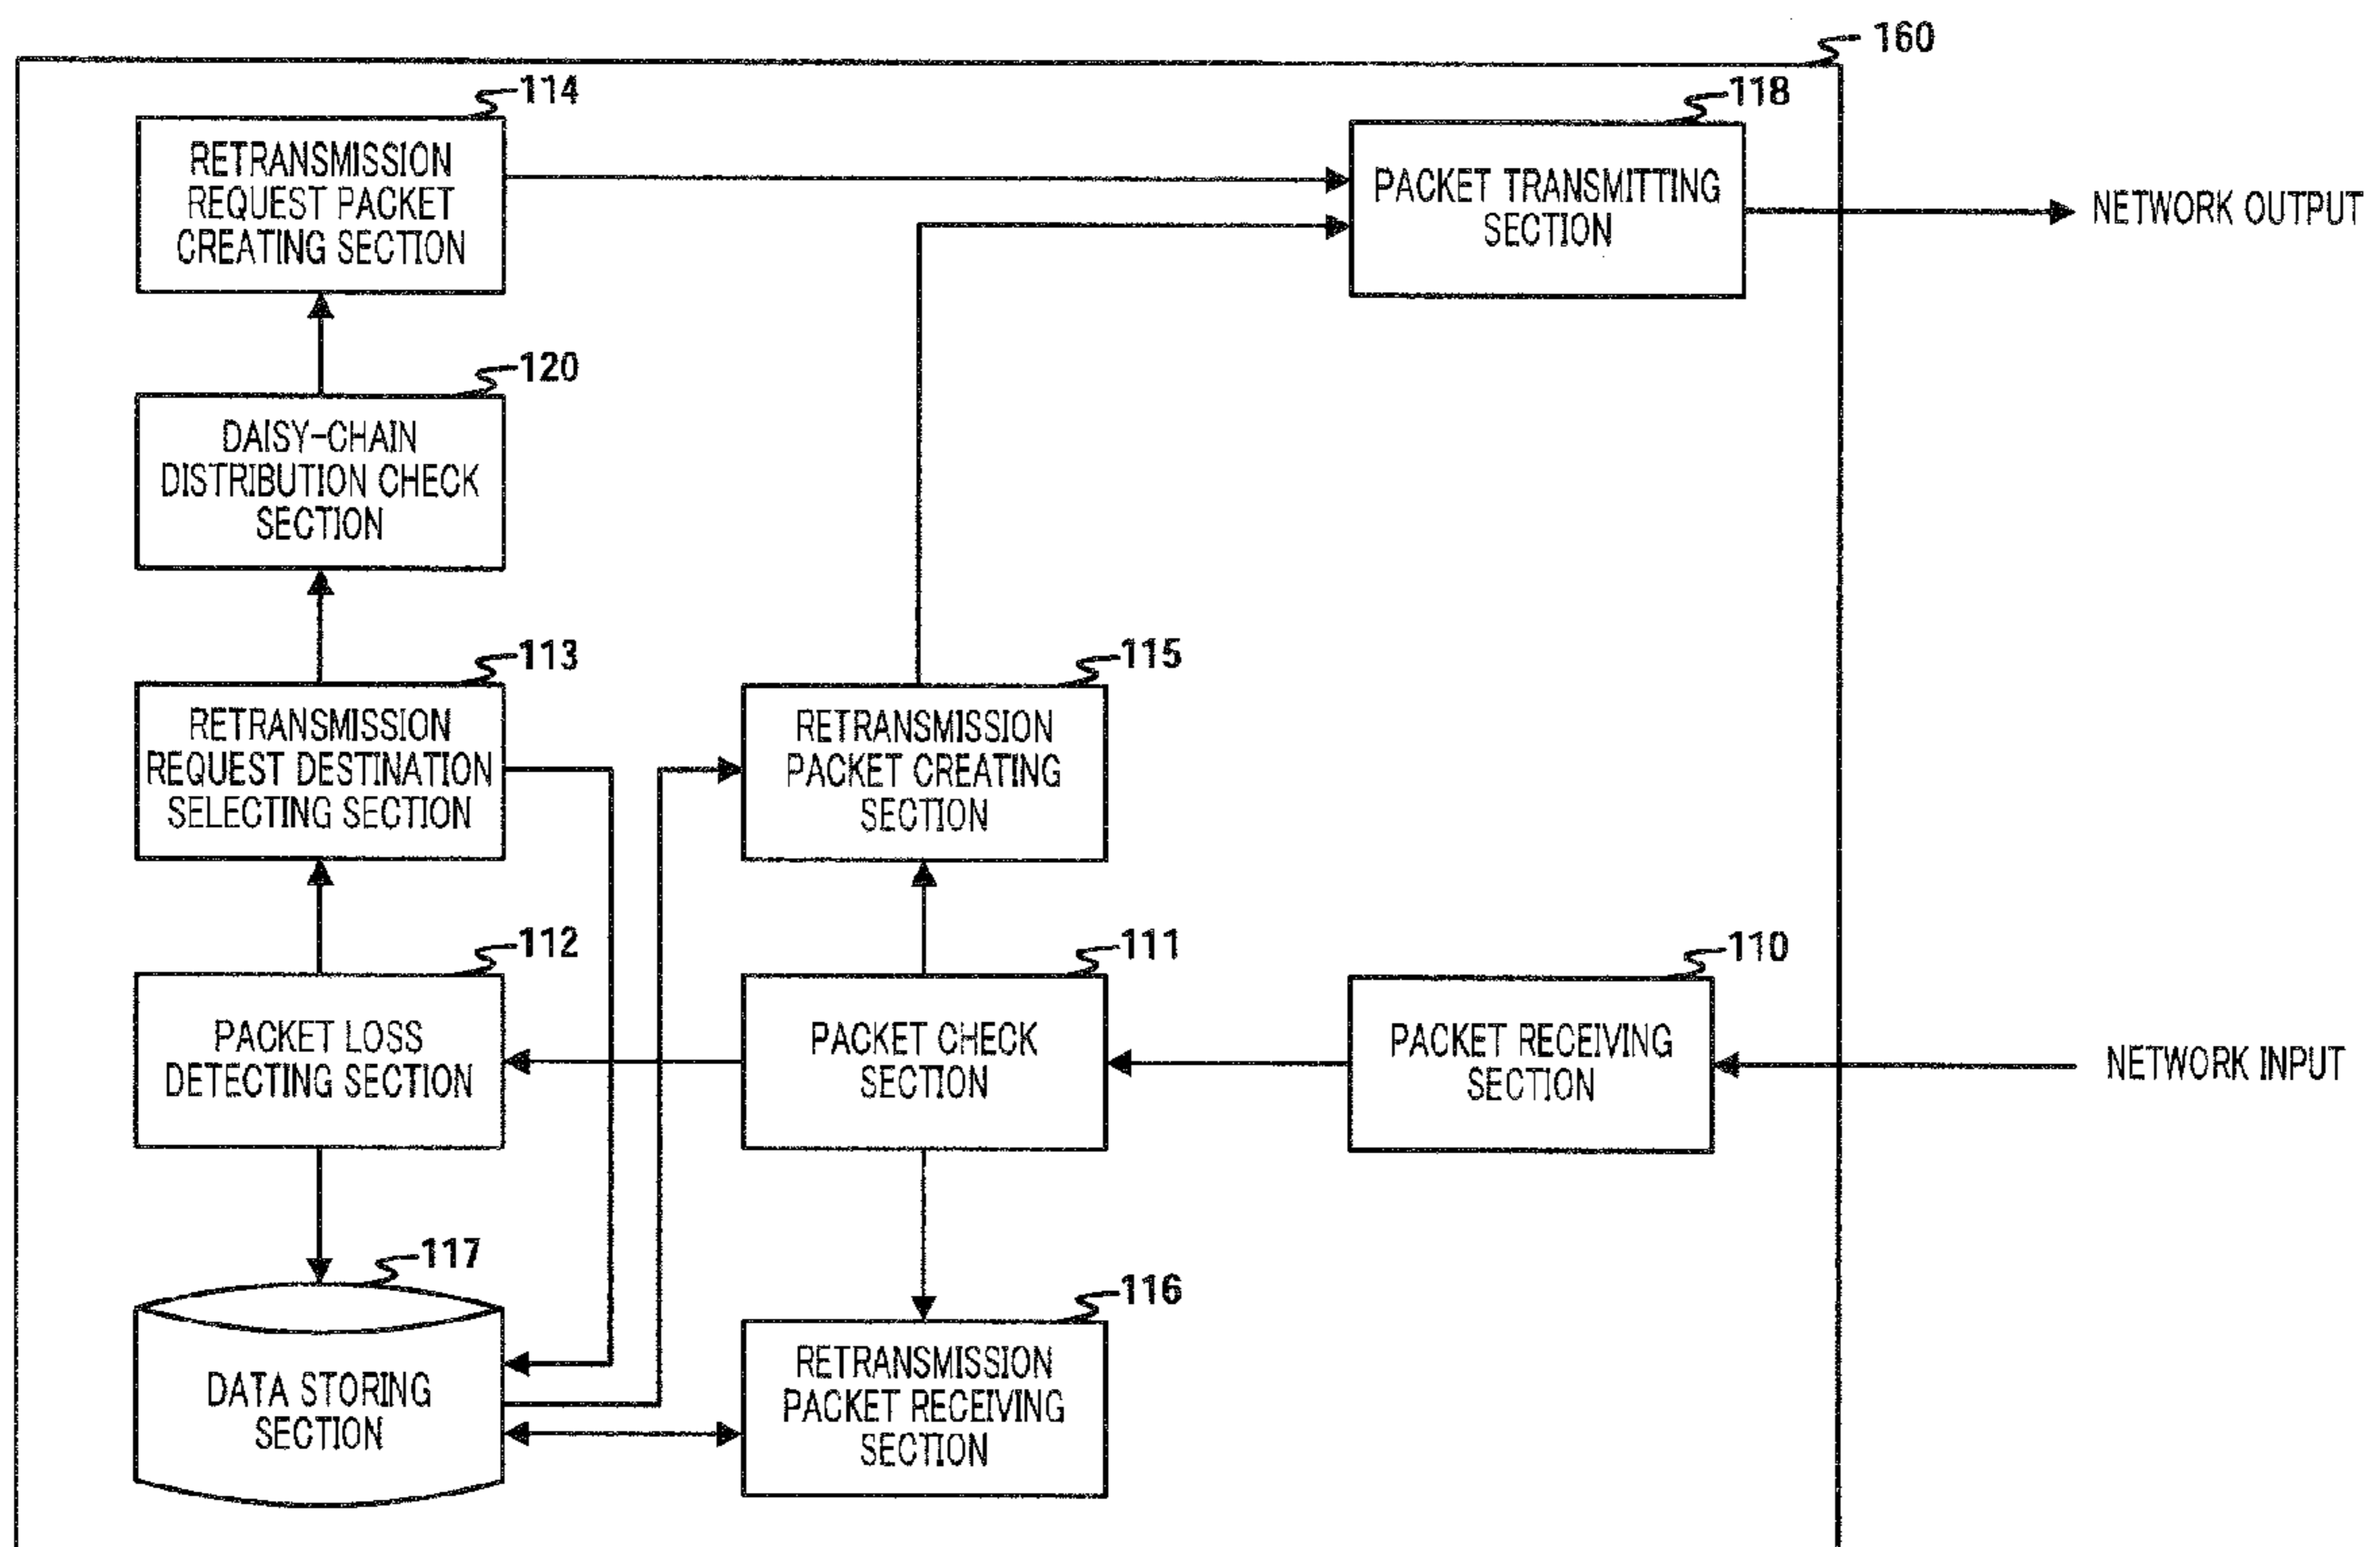 160
114
118
RETRANSMISSION
REQUEST PACKET
CREATING SECTION
PACKET TRANSMITTING
SECTION
NETWORK OUTPUT
120
DAISY-CHAIN
DISTRIBUTION CHECK
SECTION
113
115
RETRANSMISSION
REQUEST DESTINATION
SELECTING SECTION
RETRANSMISSION
PACKET CREATING
SECTION
112
111
110
PACKET LOSS
DETECTING SECTION
PACKET CHECK
SECTION
PACKET RECEIVING
SECTION
NETWORK INPUT
117
116
DATA STORING
SECTION
RETRANSMISSION
PACKET RECEIVING
SECTION